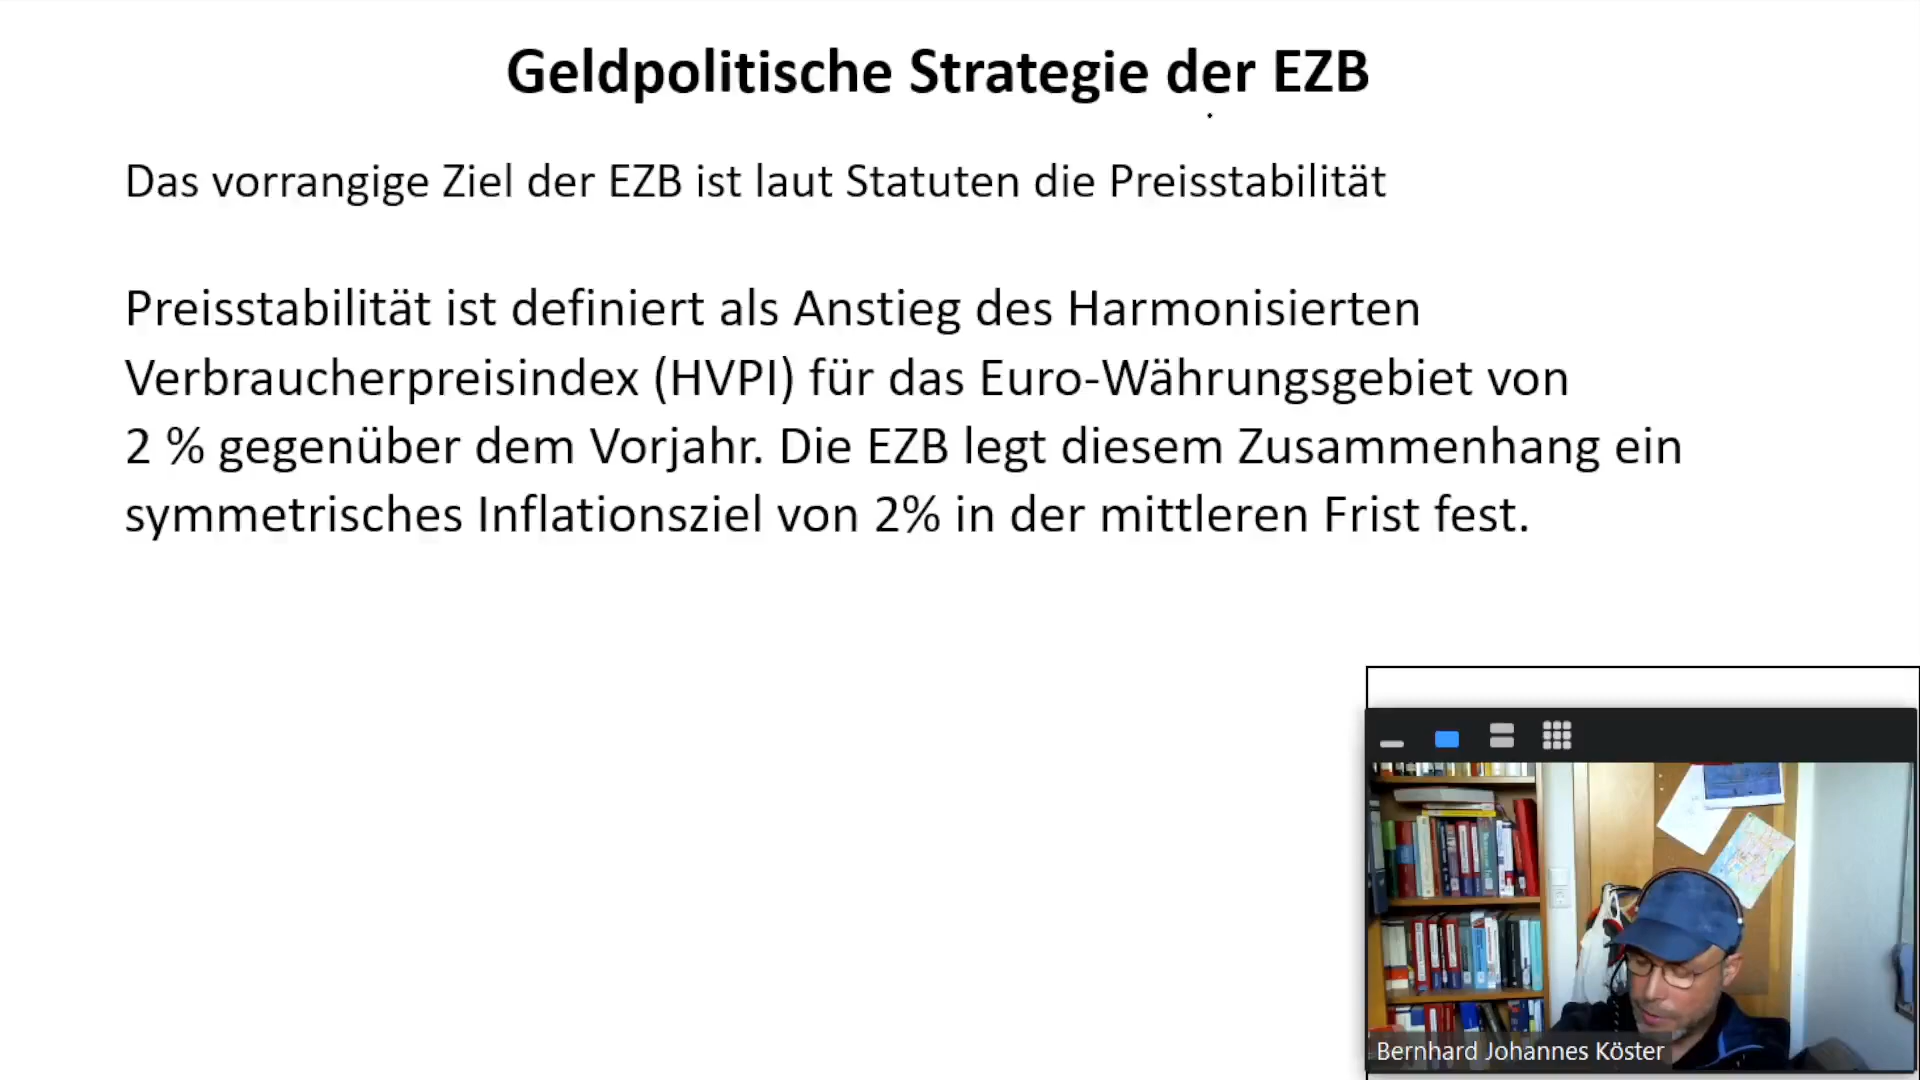 Geldpolitische Strategie der EZB
Das vorrangige Ziel der EZB ist laut Statuten die Preisstabilität
Preisstabilität ist definiert als Anstieg des Harmonisierten
Verbraucherpreisindex (HVPI) für das Euro-Währungsgebiet von
2 % gegenüber dem Vorjahr. Die EZB legt diesem Zusammenhang ein
symmetrisches Inflationsziel von 2% in der mittleren Frist fest.
Bernhard Johannes Köster